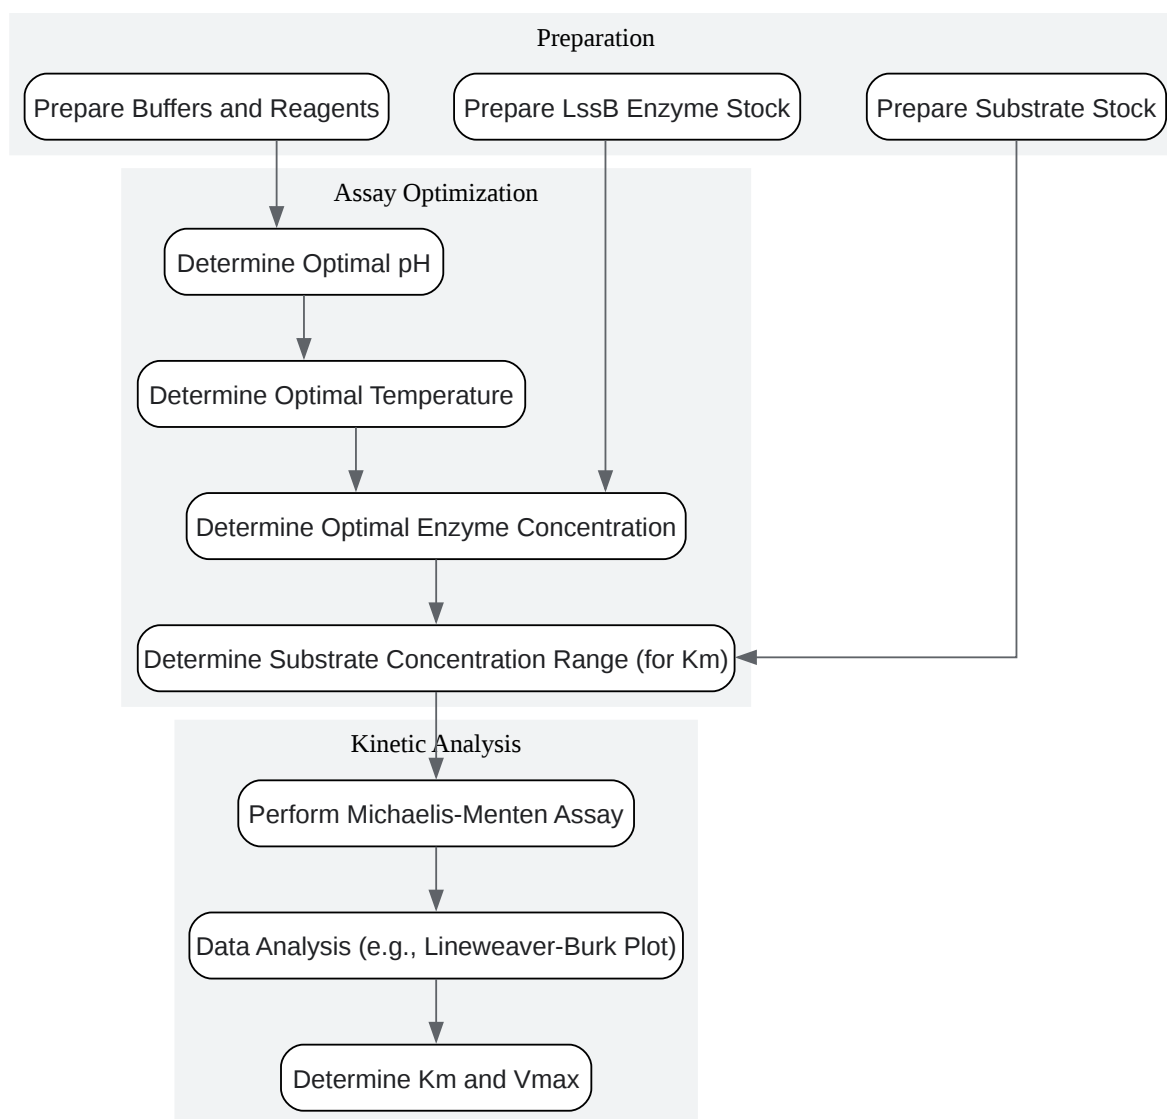 Preparation
Prepare Buffers and Reagents
Prepare LssB Enzyme Stock
Prepare Substrate Stock
Assay Optimization
Determine Optimal pH
Determine Optimal Temperature
Determine Optimal Enzyme Concentration
Determine Substrate Concentration Range (for Km)
Kinetic Analysis
Perform Michaelis-Menten Assay
Data Analysis (e.g., Lineweaver-Burk Plot)
Determine Km and Vmax